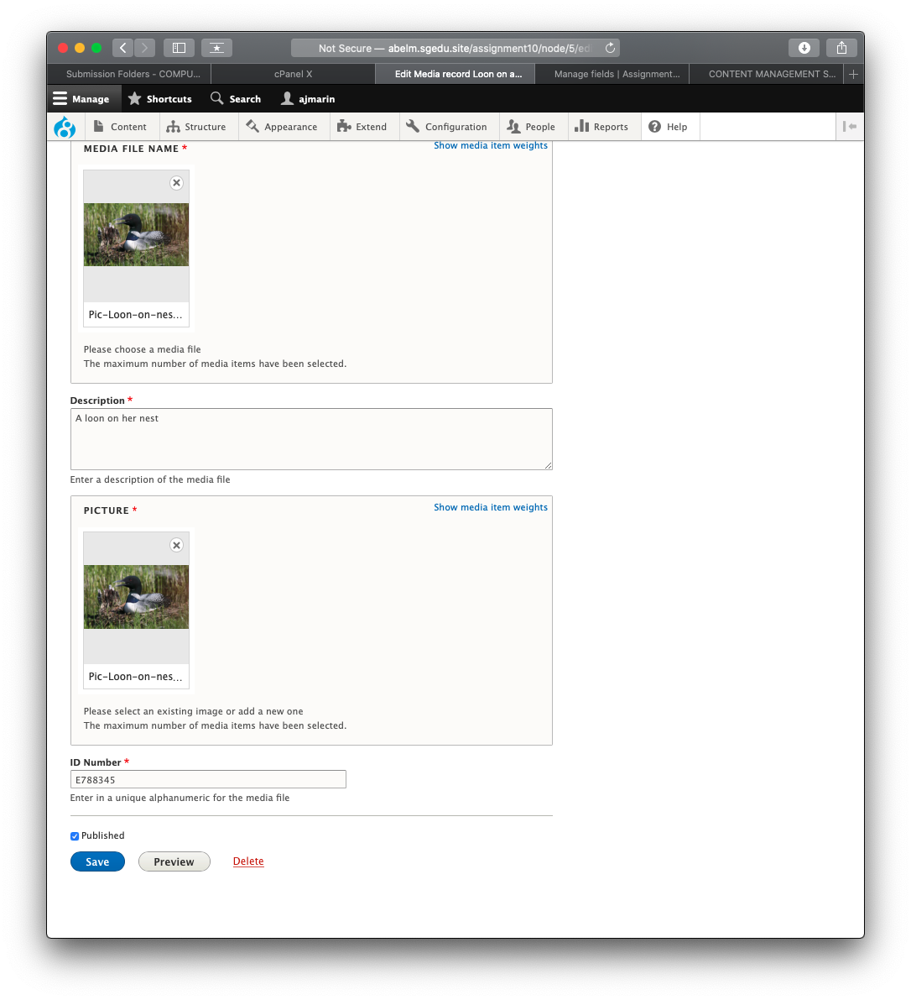 Not Secure — abelm.sgedu.site/assignment10/node/5/edi
Submission Folders - COMPU...
cPanel X
Edit Media record Loon on a...
Manage fields | Assignment...
CONTENT MANAGEMENT S...
Manage
Shortcuts
Search
ajmarin
Content
Structure
Appearance
Extend
Configuration
People
Reports
Help
MEDIA FILE NAME *
Show media item weights
Pic-Loon-on-nes...
Please choose a media file
The maximum number of media items have been selected.
Description *
A loon on her nest
Enter a description of the media file
PICTURE *
Show media item weights
Pic-Loon-on-nes...
Please select an existing image or add a new one
The maximum number of media items have been selected.
ID Number *
E788345
Enter in a unique alphanumeric for the media file
Published
Save
Preview
Delete